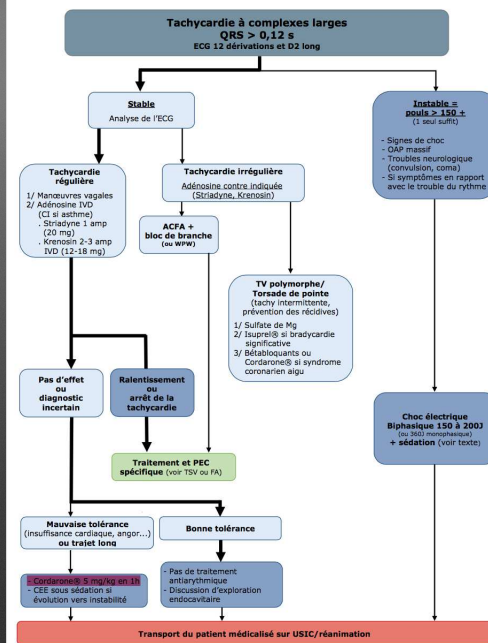 Tachycardie à complexes larges
QRS > 0,12 s
ECG 12 dérivations et D2 long
Stable
Analyse de l'ECG
Instable =
pouls > 150 +
(1 seul suffit)
- Signes de choc
- OAP massif
- Troubles neurologique
(convulsion, coma)
- Si symptômes en rapport
avec le trouble du rythme
Tachycardie
régulière
1/ Manœuvres vagales
2/ Adénosine IVD
(CI si asthme)
. Striadyne 1 amp
(20 mg)
. Krenosin 2-3 amp
IVD (12-18 mg)
Tachycardie irrégulière
Adénosine contre indiquée
(Striadyne, Krenosin)
ACFA +
bloc de branche
(ou WPW)
TV polymorphe/
Torsade de pointe
(tachy intermittente,
prévention des récidives)
1/ Sulfate de Mg
2/ Isuprel® si bradycardie
significative
3/ Bétabloquants ou
Cordarone® si syndrome
coronarien aigu
Pas d'effet
ou
diagnostic
incertain
Ralentissement
ou
arrêt de la
tachycardie
Choc électrique
Biphasique 150 à 200J
(ou 360J monophasique)
+ sédation (voir texte)
Traitement et PEC
spécifique (voir TSV ou FA)
Mauvaise tolérance
(insuffisance cardiaque, angor...)
ou trajet long
Bonne tolérance
- Cordarone® 5 mg/kg en 1h
- CEE sous sédation si
évolution vers instabilité
- Pas de traitement
antiarythmique
- Discussion d'exploration
endocavitaire
Transport du patient médicalisé sur USIC/réanimation